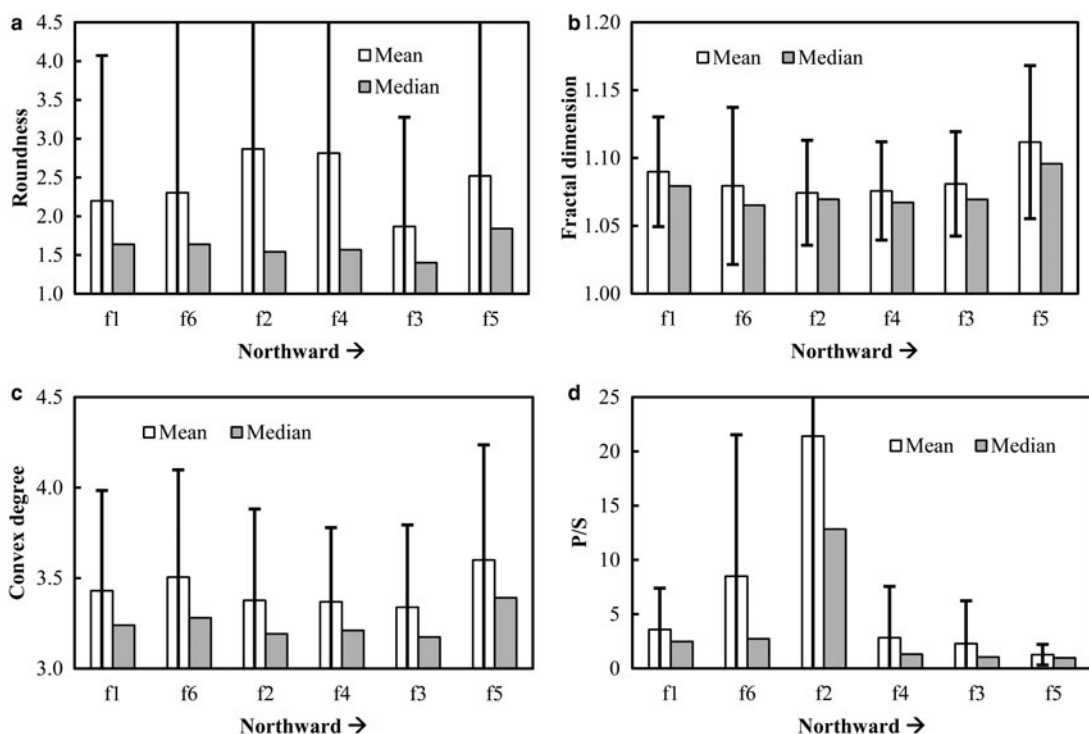 a
4.5
4.0
3.5
3.0
2.5
2.0
1.5
1.0
Roundness
Mean
Median
f1 f6 f2 f4 f3 f5
Northward →
b
1.20
1.15
1.10
1.05
1.00
Fractal dimension
Mean Median
f1 f6 f2 f4 f3 f5
Northward →
c
4.5
4.0
3.5
3.0
Convex degree
Mean Median
f1 f6 f2 f4 f3 f5
Northward →
d
25
20
15
10
5
0
P/S
Mean Median
f1 f6 f2 f4 f3 f5
Northward →